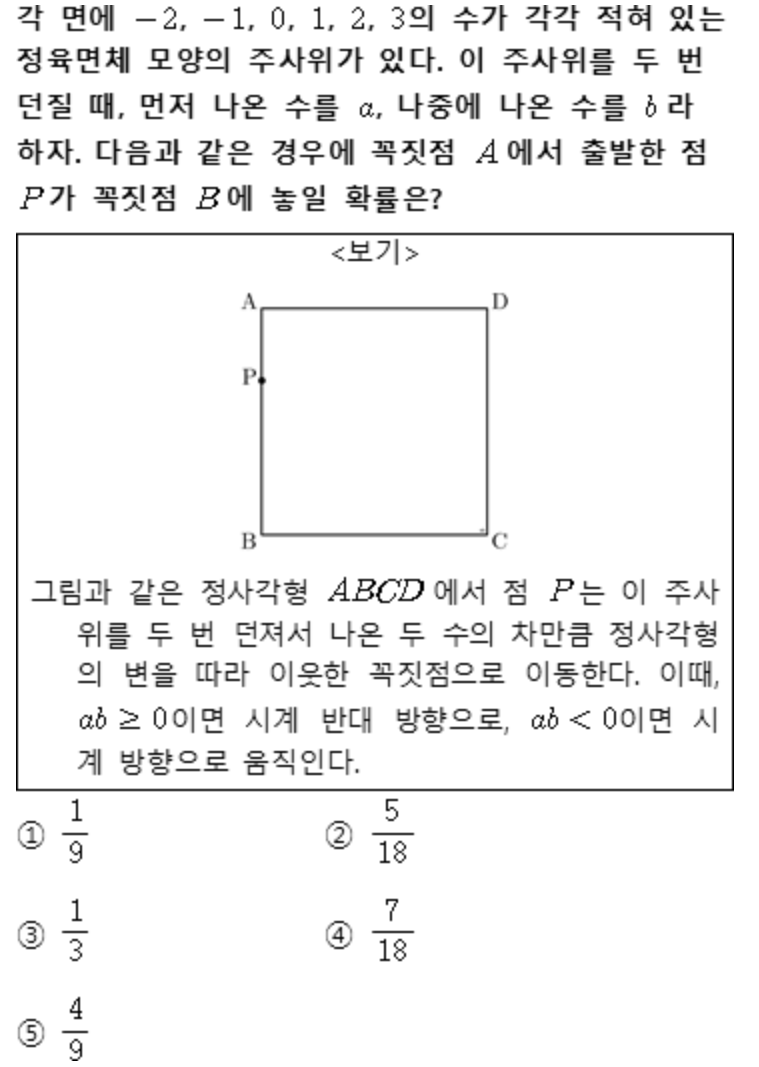 각 면에 −2, −1, 0, 1, 2, 3의 수가 각각 적혀 있는
정육면체 모양의 주사위가 있다. 이 주사위를 두 번
던질 때, 먼저 나온 수를 a, 나중에 나온 수를 b라
하자. 다음과 같은 경우에 꼭짓점 A에서 출발한 점
P가 꼭짓점 B에 놓일 확률은?
<보기>
A D
P
B C
그림과 같은 정사각형 ABCD에서 점 P는 이 주사
위를 두 번 던져서 나온 두 수의 차만큼 정사각형
의 변을 따라 이웃한 꼭짓점으로 이동한다. 이때,
ab ≥ 0이면 시계 반대 방향으로, ab < 0이면 시
계 방향으로 움직인다.
① 1/9 ② 5/18
③ 1/3 ④ 7/18
⑤ 4/9